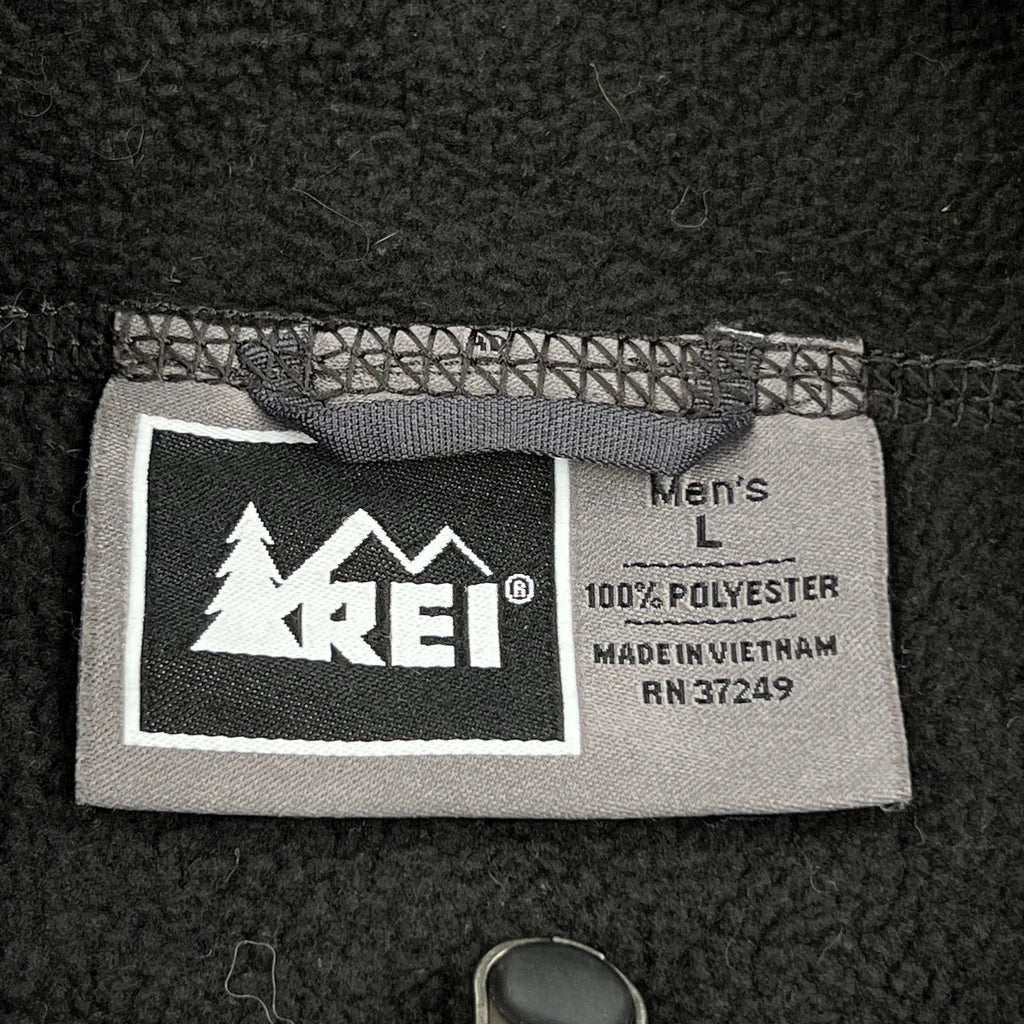 REI®
Men's
L
100% POLYESTER
MADE IN VIETNAM
RN 37249